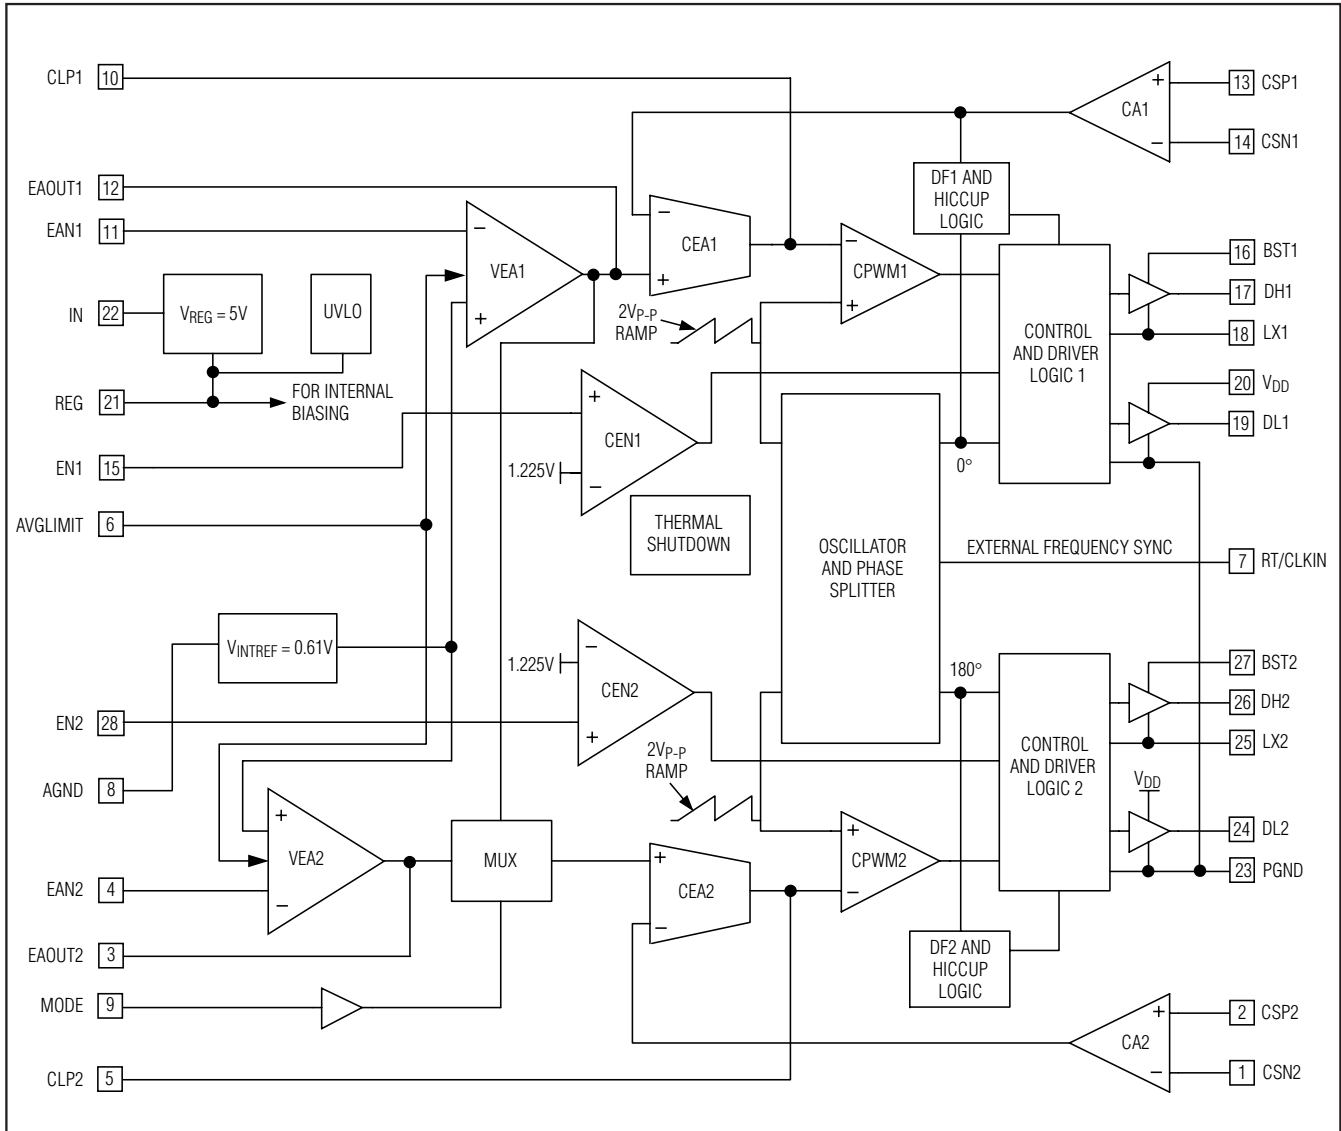 CLP1 10
13 CSP1
+
CA1
14 CSN1
−
EAOUT1 12
DF1 AND
HICCUP
LOGIC
EAN1 11
−
VEA1
+
−
CEA1
+
−
CPWM1
+
16 BST1
17 DH1
18 LX1
IN 22
VREG = 5V
UVLO
2VP-P
RAMP
CONTROL
AND DRIVER
LOGIC 1
20 VDD
REG 21
FOR INTERNAL
BIASING
+
CEN1
19 DL1
EN1 15
1.225V
−
0°
AVGLIMIT 6
THERMAL
SHUTDOWN
OSCILLATOR
AND PHASE
SPLITTER
EXTERNAL FREQUENCY SYNC
7 RT/CLKIN
VINTREF = 0.61V
1.225V
−
CEN2
+
180°
27 BST2
26 DH2
25 LX2
EN2 28
2VP-P
RAMP
CONTROL
AND DRIVER
LOGIC 2
VDD
AGND 8
+
VEA2
−
MUX
+
CEA2
−
+
CPWM2
−
24 DL2
23 PGND
EAN2 4
EAOUT2 3
DF2 AND
HICCUP
LOGIC
MODE 9
+
2 CSP2
CA2
CLP2 5
−
1 CSN2